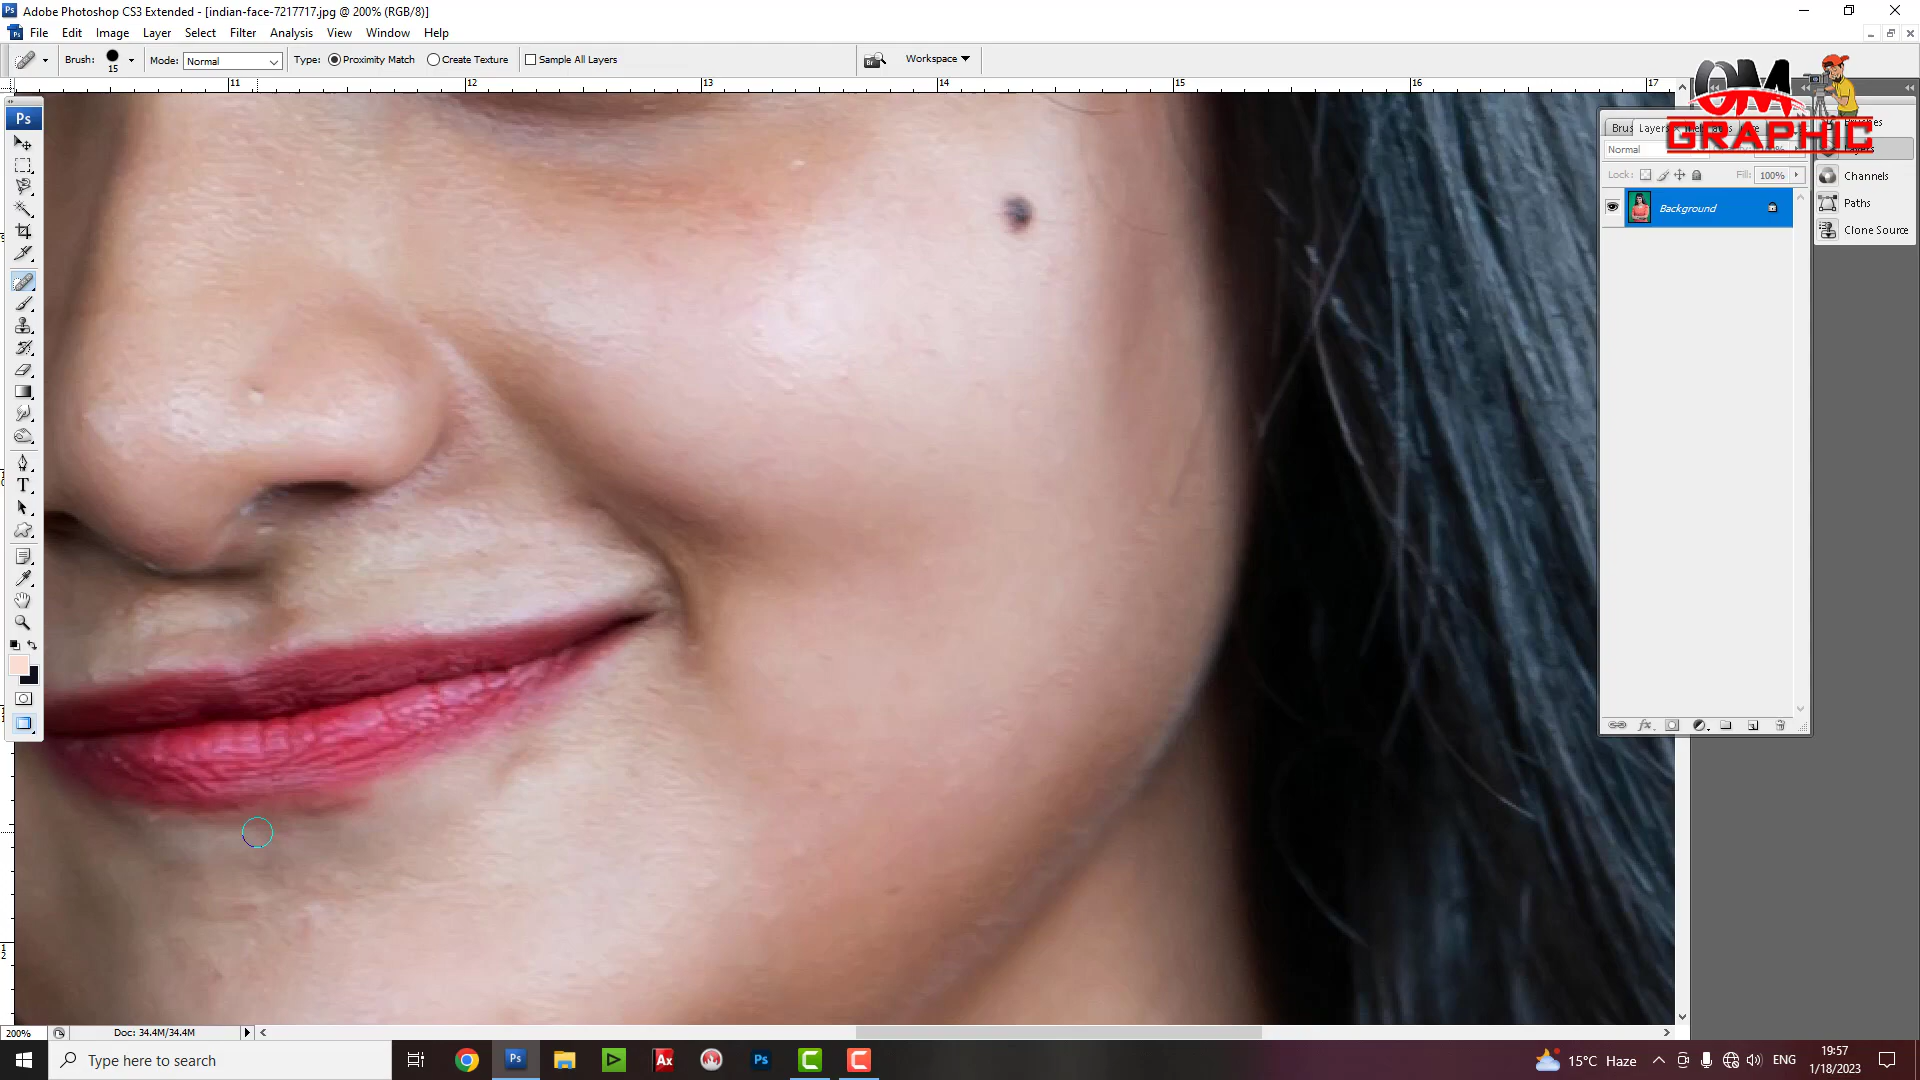 Adobe Photoshop CS3 Extended - [indian-face-7217717.jpg @ 200% (RGB/8)]
File Edit Image Layer Select Filter Analysis View Window Help
Brush: 15 Mode: Normal Type: Proximity Match Create Texture Sample All Layers Workspace
11 12 13 14 15 16 17
OM
GRAPHIC
Ps
Layers
Normal
Lock: Fill: 100%
Background
Channels
Paths
Clone Source
200% Doc: 34.4M/34.4M
Type here to search
15°C Haze
ENG
19:57
1/18/2023